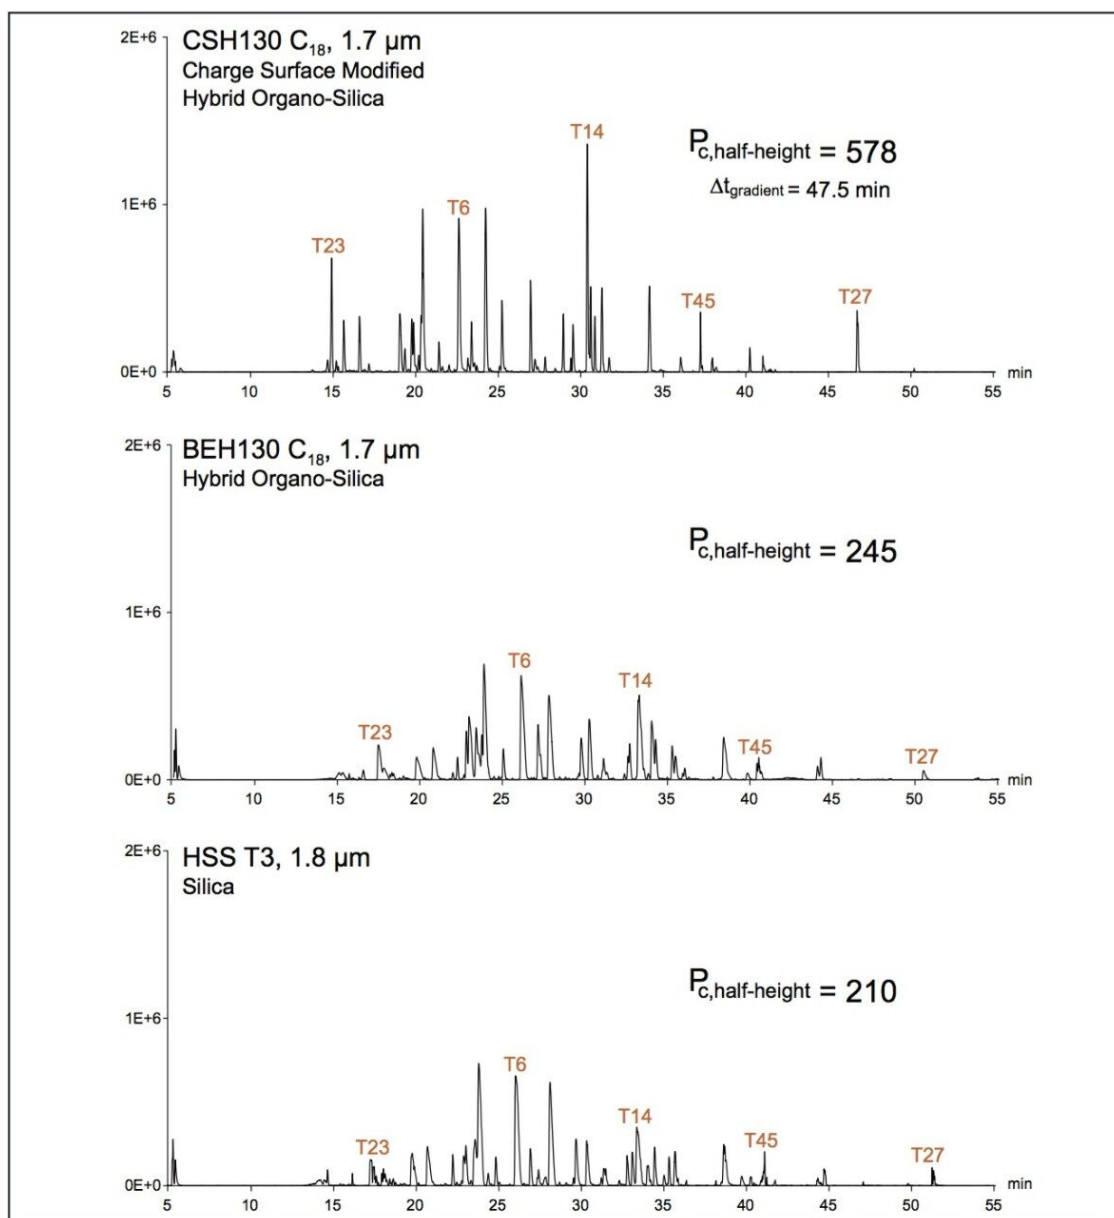 CSH130 C₁₈, 1.7 µm
Charge Surface Modified
Hybrid Organo-Silica
2E+6
1E+6
0E+0
T23
T6
T14
T45
T27
P꜀,half-height = 578
Δtgradient = 47.5 min
5 10 15 20 25 30 35 40 45 50 55 min
BEH130 C₁₈, 1.7 µm
Hybrid Organo-Silica
2E+6
1E+6
0E+0
T23
T6
T14
T45
T27
Pc,half-height = 245
5 10 15 20 25 30 35 40 45 50 55 min
HSS T3, 1.8 µm
Silica
2E+6
1E+6
0E+0
T23
T6
T14
T45
T27
Pc,half-height = 210
5 10 15 20 25 30 35 40 45 50 55 min